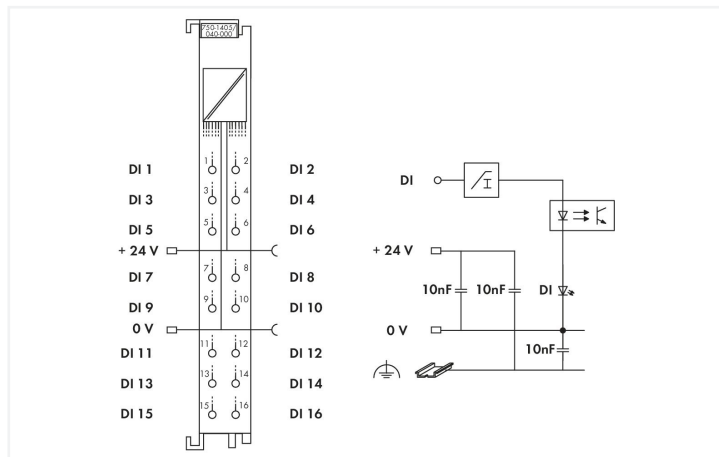 750-1405/
040-000
1 2
DI 1 DI 2
3 4
DI 3 DI 4
5 6
DI 5 DI 6
+ 24 V
7 8
DI 7 DI 8
9 10
DI 9 DI 10
0 V
11 12
DI 11 DI 12
13 14
DI 13 DI 14
15 16
DI 15 DI 16
DI
I
+ 24 V
10nF 10nF DI
0 V
10nF